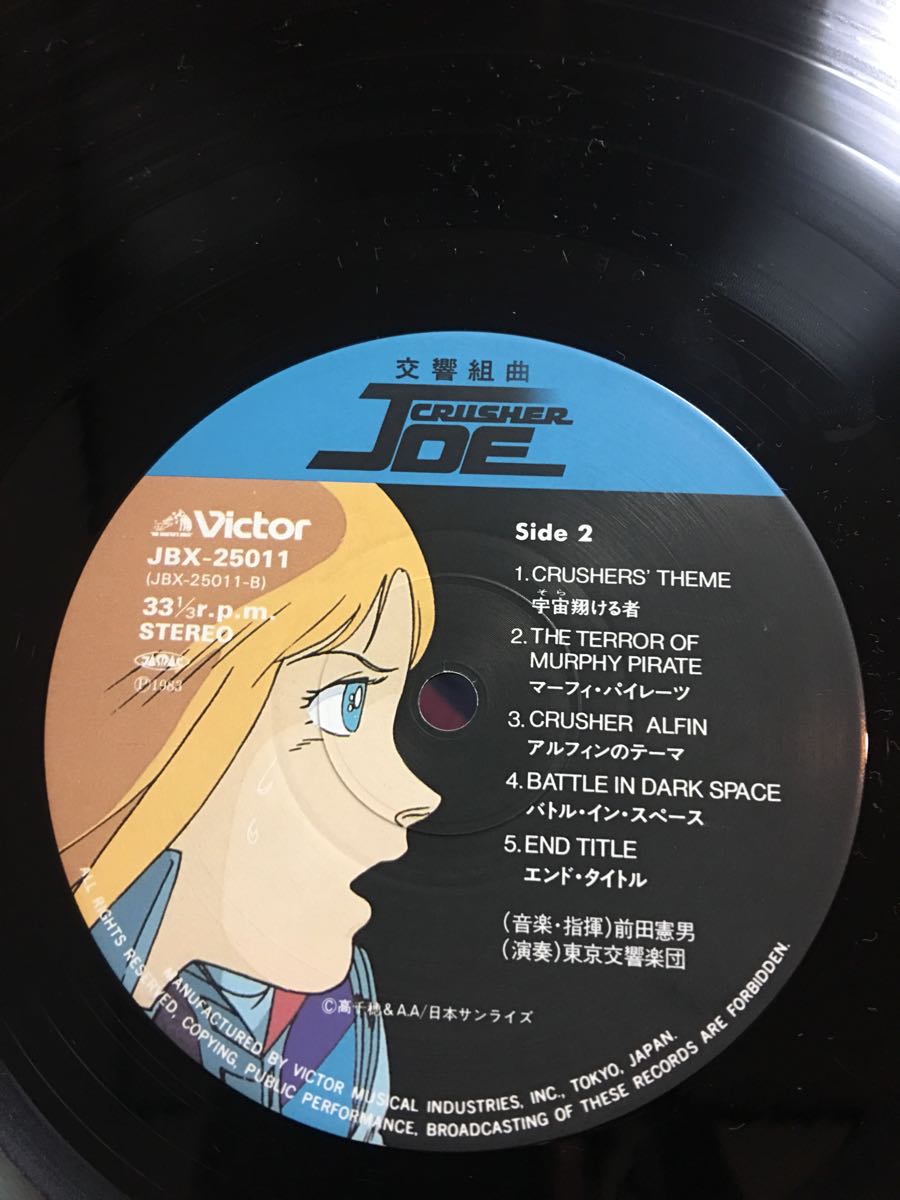 交響組曲
CRUSHER
JOE
Victor
JBX-25011
(JBX-25011-B)
33⅓r.p.m.
STEREO
JASRAC
Ⓟ1983
Side 2
1. CRUSHERS' THEME
そら
宇宙翔ける者
2. THE TERROR OF
MURPHY PIRATE
マーフィ・パイレーツ
3. CRUSHER ALFIN
アルフィンのテーマ
4. BATTLE IN DARK SPACE
バトル・イン・スペース
5. END TITLE
エンド・タイトル
(音楽・指揮)前田憲男
(演奏)東京交響楽団
©高千穂&A.A/日本サンライズ
MANUFACTURED BY VICTOR MUSICAL INDUSTRIES, INC., TOKYO, JAPAN.
ALL RIGHTS RESERVED, COPYING, PUBLIC PERFORMANCE, BROADCASTING OF THESE RECORDS ARE FORBIDDEN.